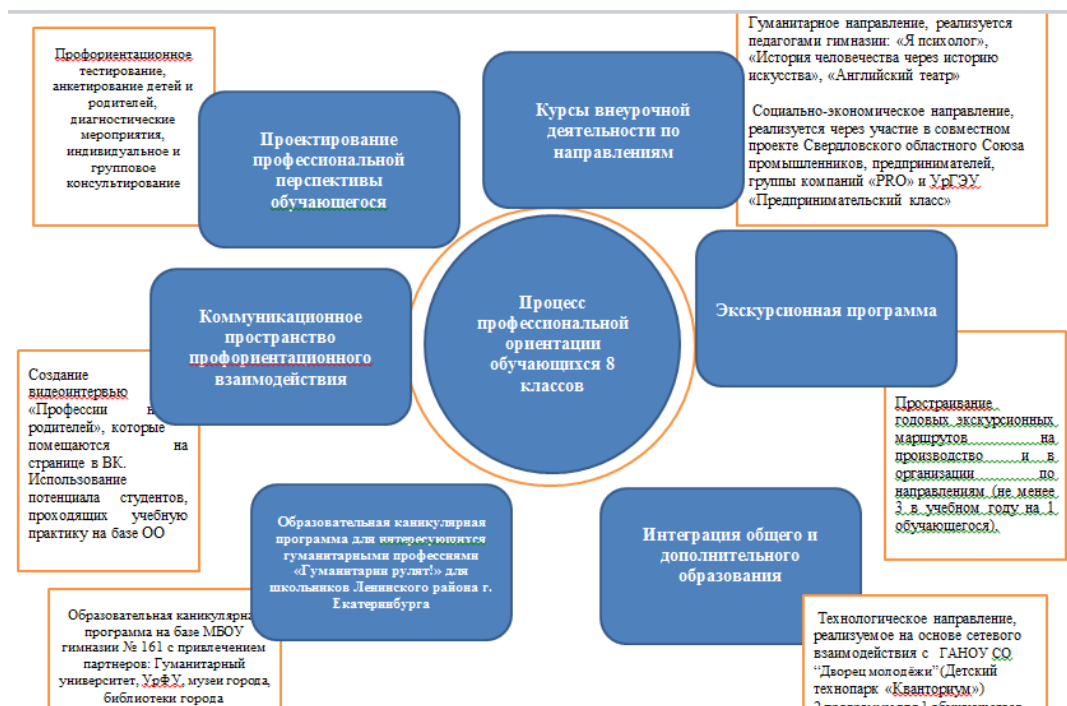 Профориентационное
тестирование,
анкетирование детей и
родителей,
диагностические
мероприятия,
индивидуальное и
групповое
консультирование
Проектирование
профессиональной
перспективы
обучающегося
Курсы внеурочной
деятельности по
направлениям
Гуманитарное направление, реализуется
педагогами гимназии: «Я психолог»,
«История человечества через историю
искусства», «Английский театр»
Социально-экономическое направление,
реализуется через участие в совместном
проекте Свердловского областного Союза
промышленников, предпринимателей,
группы компаний «PRO» и УрГЭУ
«Предпринимательский класс»
Коммуникационное
пространство
профориентационного
взаимодействия
Процесс
профессиональной
ориентации
обучающихся 8
классов
Экскурсионная программа
Создание
видеоинтервью
«Профессии
родителей», которые
помещаются на
странице в ВК.
Использование
потенциала студентов,
проходящих учебную
практику на базе ОО
Простраивание
годовых экскурсионных
маршрутов на
производство и в
организации по
направлениям (не менее
3 в учебном году на 1
обучающегося).
Образовательная каникулярная
программа для интересующихся
гуманитарными профессиями
«Гуманитарии рулят!» для
школьников Ленинского района г.
Екатеринбурга
Интеграция общего и
дополнительного
образования
Образовательная каникулярная
программа на базе МБОУ
гимназии № 161 с привлечением
партнеров: Гуманитарный
университет, УрФУ, музеи города,
библиотеки города
Технологическое направление,
реализуемое на основе сетевого
взаимодействия с ГАНОУ СО
“Дворец молодёжи” (Детский
технопарк «Кванториум»)